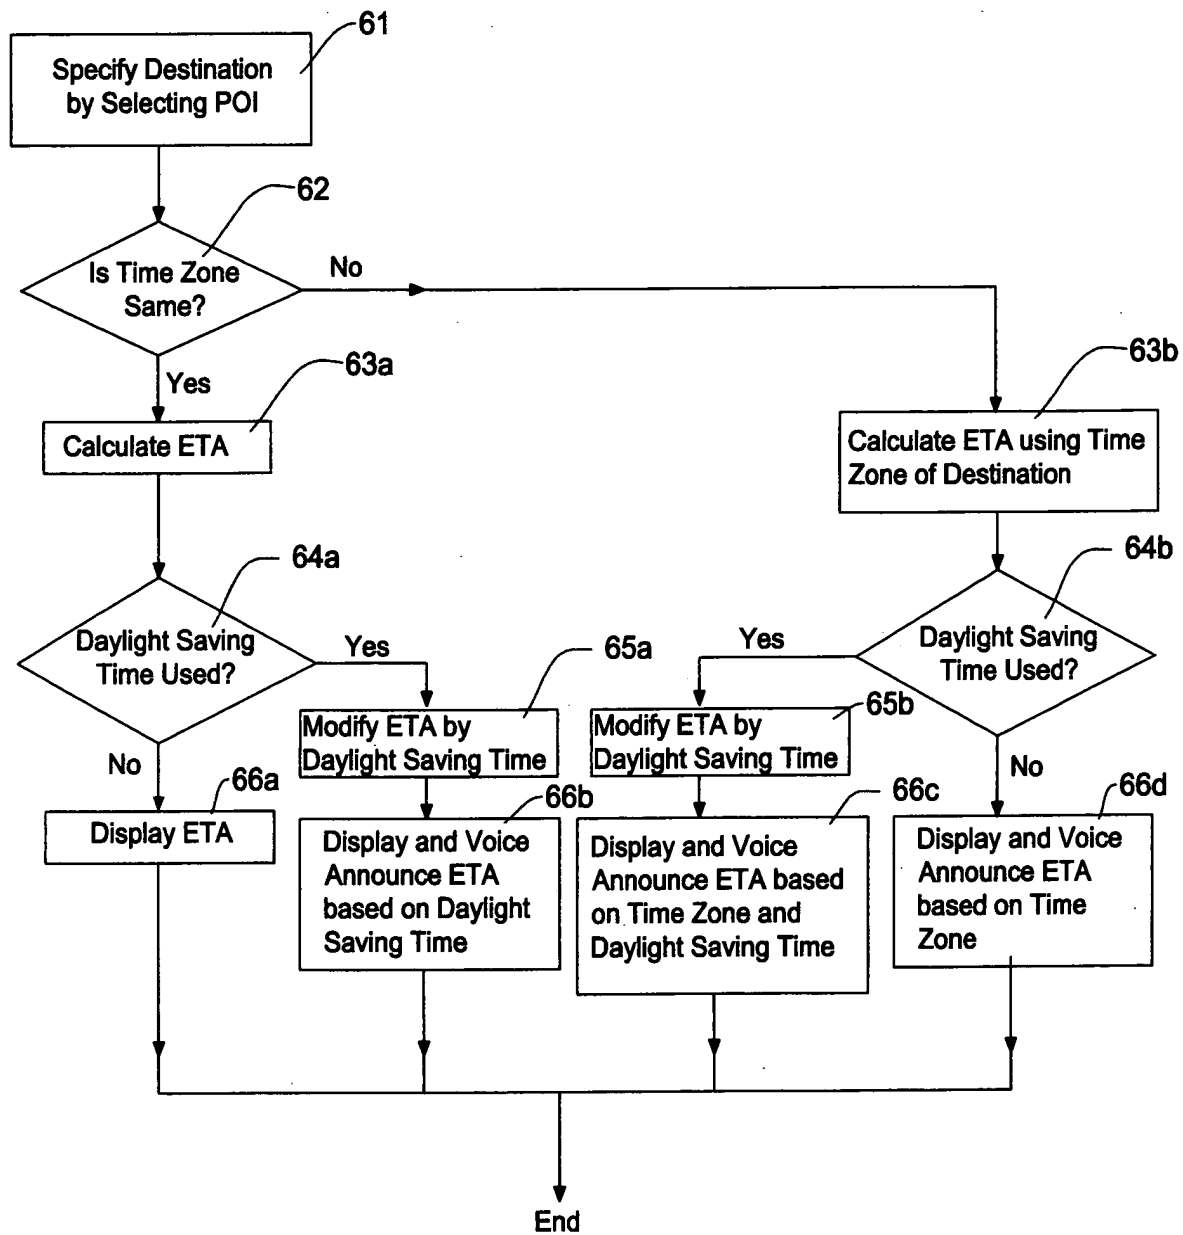 61
Specify Destination
by Selecting POI
62
Is Time Zone
Same?
No
Yes
63a
63b
Calculate ETA
Calculate ETA using Time
Zone of Destination
64a
64b
Daylight Saving
Time Used?
Yes
65a
Yes
Daylight Saving
Time Used?
65b
Modify ETA by
Daylight Saving Time
Modify ETA by
Daylight Saving Time
No
No
66a
66b
66c
66d
Display ETA
Display and Voice
Announce ETA
based on Daylight
Saving Time
Display and Voice
Announce ETA based
on Time Zone and
Daylight Saving Time
Display and Voice
Announce ETA
based on Time
Zone
End